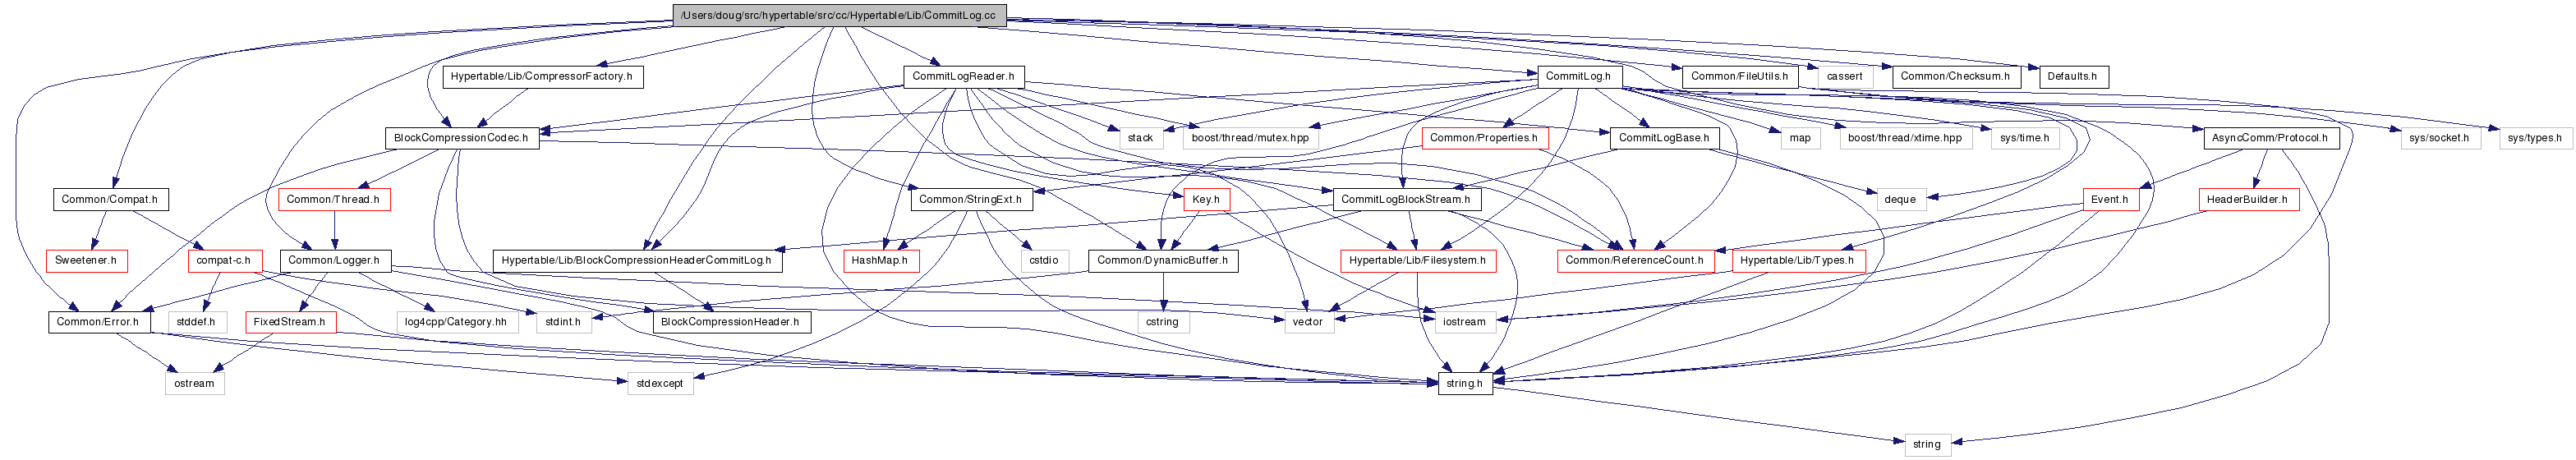 /Users/doug/src/hypertable/src/cc/Hypertable/Lib/CommitLog.cc
Hypertable/Lib/CompressorFactory.h
CommitLogReader.h
CommitLog.h
Common/FileUtils.h
cassert
Common/Checksum.h
Defaults.h
BlockCompressionCodec.h
stack
boost/thread/mutex.hpp
Common/Properties.h
CommitLogBase.h
map
boost/thread/xtime.hpp
sys/time.h
AsyncComm/Protocol.h
sys/socket.h
sys/types.h
Common/Compat.h
Common/Thread.h
Common/StringExt.h
Key.h
CommitLogBlockStream.h
deque
Event.h
HeaderBuilder.h
Sweetener.h
compat-c.h
Common/Logger.h
Hypertable/Lib/BlockCompressionHeaderCommitLog.h
HashMap.h
cstdio
Common/DynamicBuffer.h
Hypertable/Lib/Filesystem.h
Common/ReferenceCount.h
Hypertable/Lib/Types.h
Common/Error.h
stddef.h
FixedStream.h
log4cpp/Category.hh
stdint.h
BlockCompressionHeader.h
cstring
vector
iostream
ostream
stdexcept
string.h
string